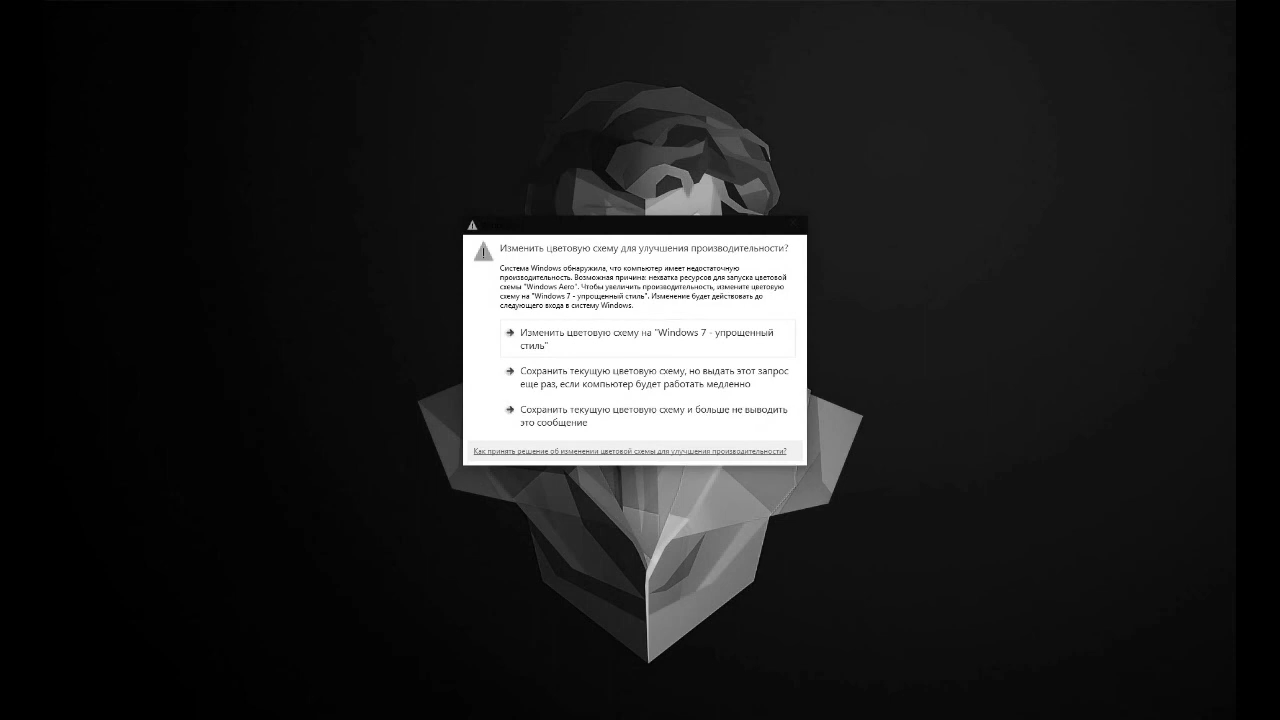 Изменить цветовую схему для улучшения производительности?
Система Windows обнаружила, что компьютер имеет недостаточную
производительность. Возможная причина: нехватка ресурсов для запуска цветовой
схемы "Windows Aero". Чтобы увеличить производительность, измените цветовую
схему на "Windows 7 - упрощенный стиль". Изменение будет действовать до
следующего входа в систему Windows.
Изменить цветовую схему на "Windows 7 - упрощенный
стиль"
Сохранить текущую цветовую схему, но выдать этот запрос
еще раз, если компьютер будет работать медленно
Сохранить текущую цветовую схему и больше не выводить
это сообщение
Как принять решение об изменении цветовой схемы для улучшения производительности?